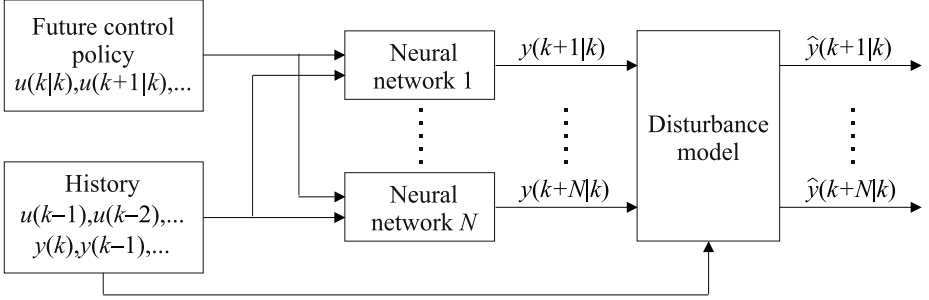 Future control
policy
u(k|k),u(k+1|k),...
History
u(k−1),u(k−2),...
y(k),y(k−1),...
Neural
network 1
Neural
network N
y(k+1|k)
y(k+N|k)
Disturbance
model
ŷ(k+1|k)
ŷ(k+N|k)